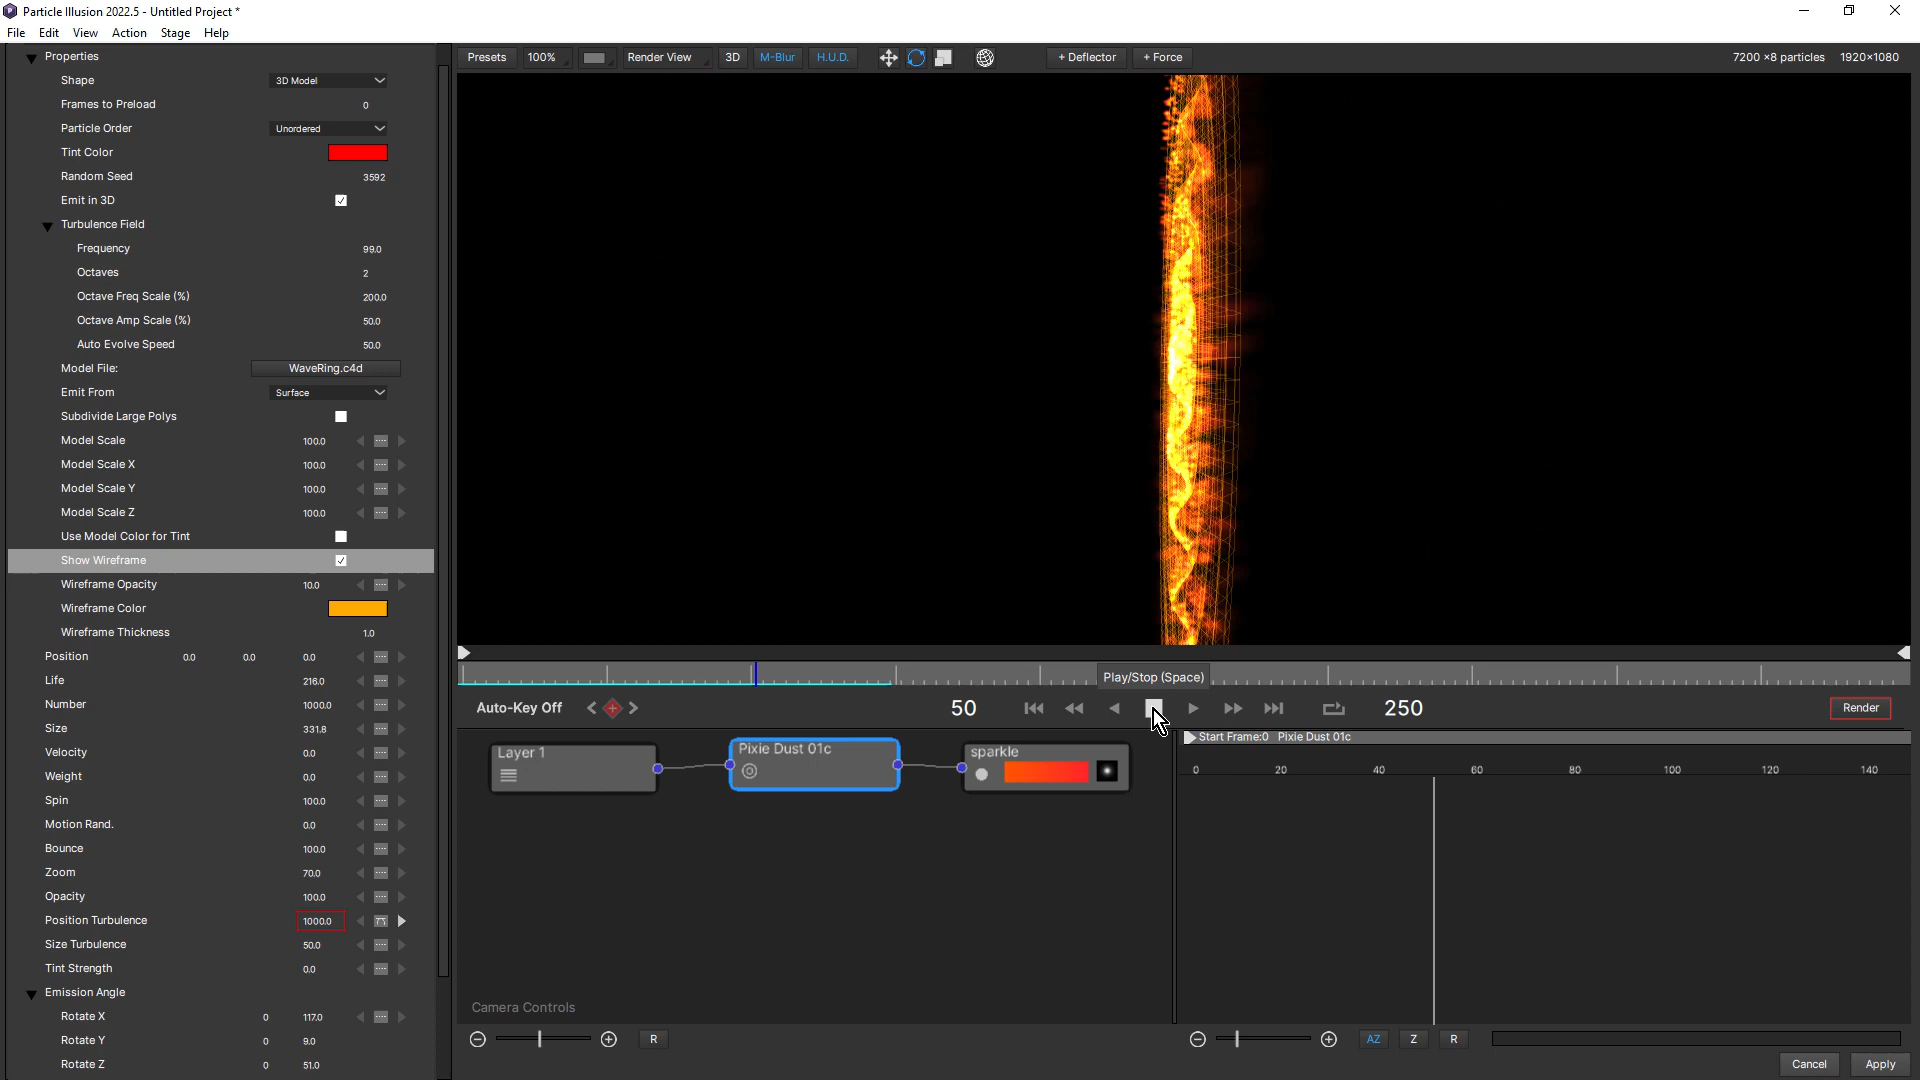 Particle Illusion 2022.5 - Untitled Project *
File Edit View Action Stage Help
Properties
Shape 3D Model
Frames to Preload 0
Particle Order Unordered
Tint Color
Random Seed 3592
Emit in 3D
Turbulence Field
Frequency 99.0
Octaves 2
Octave Freq Scale (%) 200.0
Octave Amp Scale (%) 50.0
Auto Evolve Speed 50.0
Model File: WaveRing.c4d
Emit From Surface
Subdivide Large Polys
Model Scale 100.0
Model Scale X 100.0
Model Scale Y 100.0
Model Scale Z 100.0
Use Model Color for Tint
Show Wireframe
Wireframe Opacity 10.0
Wireframe Color
Wireframe Thickness 1.0
Position 0.0 0.0 0.0
Life 216.0
Number 1000.0
Size 331.8
Velocity 0.0
Weight 0.0
Spin 100.0
Motion Rand. 0.0
Bounce 100.0
Zoom 70.0
Opacity 100.0
Position Turbulence 1000.0
Size Turbulence 50.0
Tint Strength 0.0
Emission Angle
Rotate X 0 117.0
Rotate Y 0 9.0
Rotate Z 0 51.0
Presets 100% Render View 3D M-Blur H.U.D. + Deflector + Force 7200 ×8 particles 1920×1080
Play/Stop (Space)
Auto-Key Off 50 250 Render
Layer 1
Pixie Dust 01c
sparkle
Start Frame:0 Pixie Dust 01c
0 20 40 60 80 100 120 140
Camera Controls
R
AZ Z R
Cancel Apply